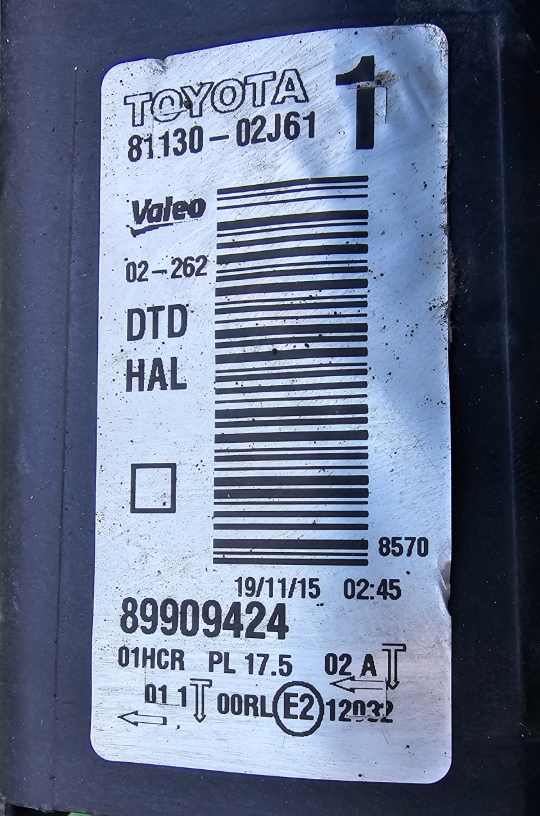 TOYOTA 1
81130-02J61
Valeo
02-262
DTD
HAL
8570
19/11/15 02:45
89909424
01HCR PL 17.5 02 A
01 1 00RL E2 12032